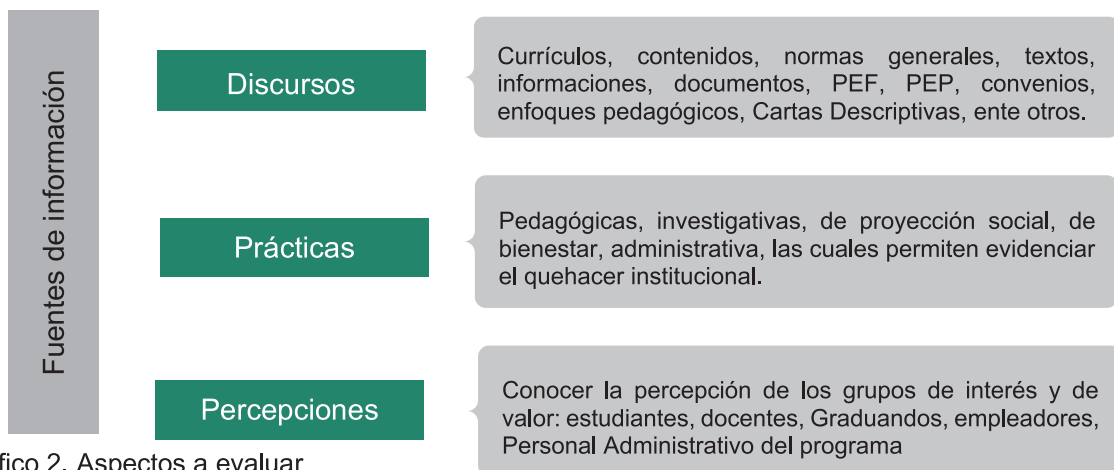 Fuentes de información
Discursos
Currículos, contenidos, normas generales, textos,
informaciones, documentos, PEF, PEP, convenios,
enfoques pedagógicos, Cartas Descriptivas, ente otros.
Prácticas
Pedagógicas, investigativas, de proyección social, de
bienestar, administrativa, las cuales permiten evidenciar
el quehacer institucional.
Percepciones
Conocer la percepción de los grupos de interés y de
valor: estudiantes, docentes, Graduandos, empleadores,
Personal Administrativo del programa
fico 2. Aspectos a evaluar